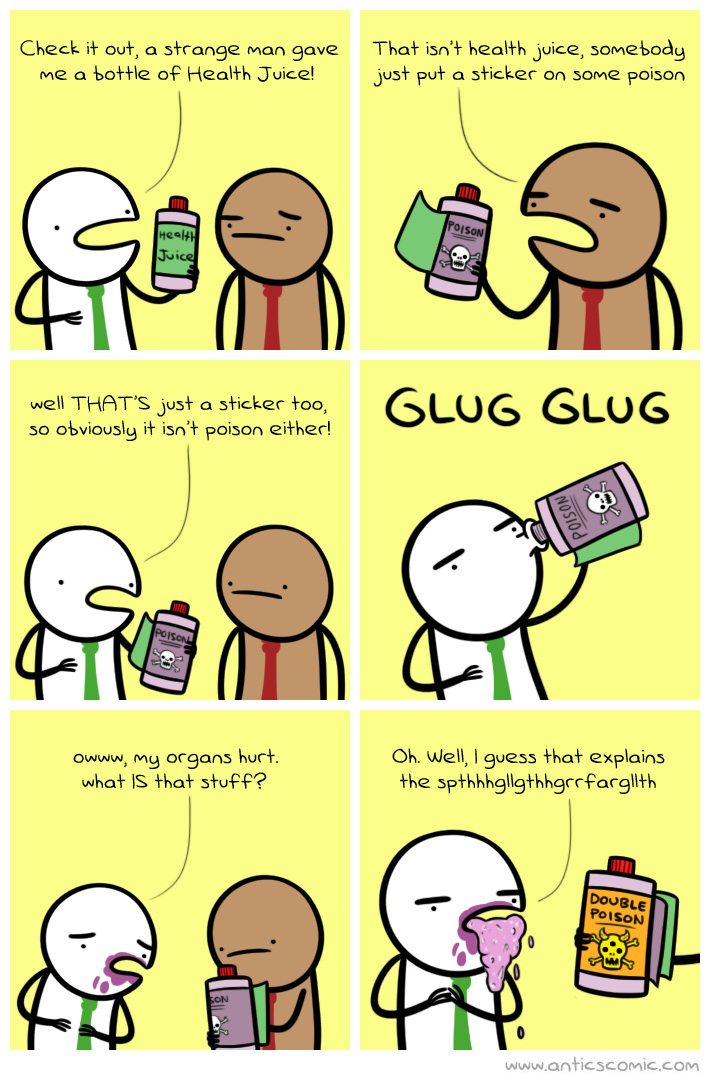 Check it out, a strange man gave
me a bottle of Health Juice!
Health
Juice
That isn't health juice, somebody
just put a sticker on some poison
POISON
well THAT'S just a sticker too,
so obviously it isn't poison either!
POISON
GLUG GLUG
POISON
owww, my organs hurt.
what IS that stuff?
SON
Oh. Well, I guess that explains
the spthhhgllgthhgrrfargllth
DOUBLE
POISON
www.anticscomic.com